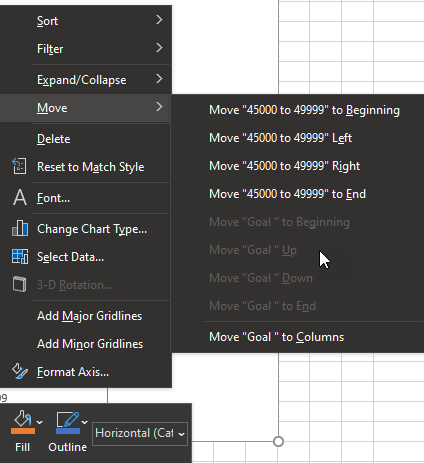 Sort
Filter
Expand/Collapse
Move
Delete
Reset to Match Style
Font...
Change Chart Type...
Select Data...
3-D Rotation...
Add Major Gridlines
Add Minor Gridlines
Format Axis...
Move "45000 to 49999" to Beginning
Move "45000 to 49999" Left
Move "45000 to 49999" Right
Move "45000 to 49999" to End
Move "Goal " to Beginning
Move "Goal " Up
Move "Goal " Down
Move "Goal " to End
Move "Goal " to Columns
Fill
Outline
Horizontal (Cat